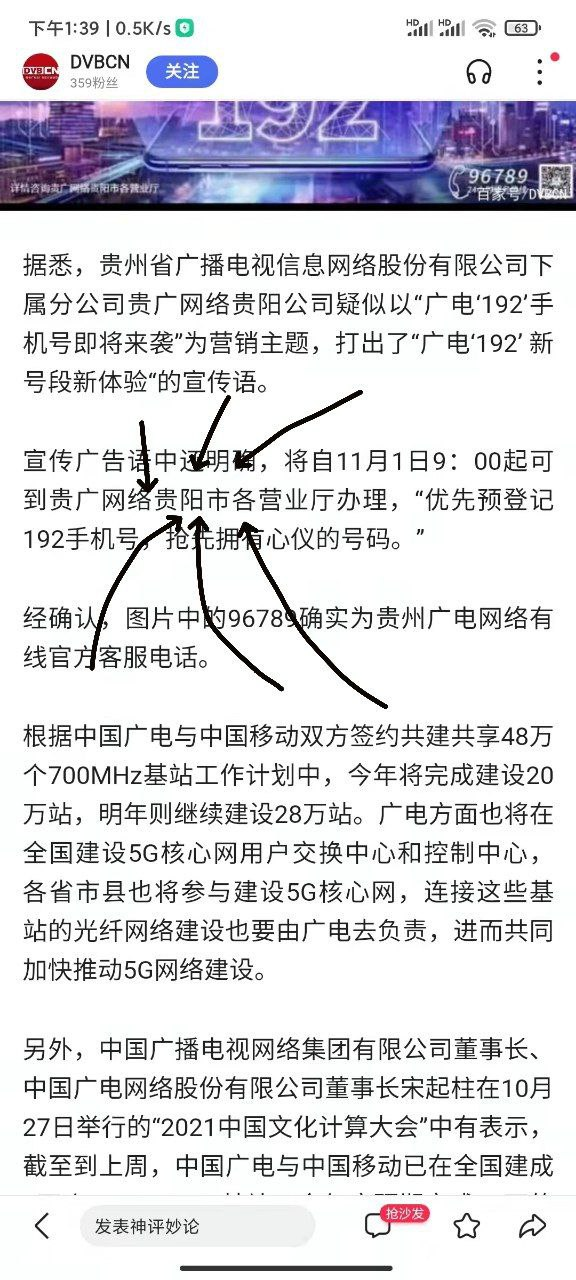 下午1:39 | 0.5K/s
HD
HD
63
DVBCN
DVBCN
359粉丝
关注
192
详情咨询贵广网络贵阳市各营业厅
96789
百家号/DVBCN
据悉，贵州省广播电视信息网络股份有限公司下
属分公司贵广网络贵阳公司疑似以“广电‘192’手
机号即将来袭”为营销主题，打出了“广电‘192’ 新
号段新体验“的宣传语。
宣传广告语中还明确，将自11月1日9：00起可
到贵广网络贵阳市各营业厅办理，“优先预登记
192手机号，抢先拥有心仪的号码。”
经确认，图片中的96789确实为贵州广电网络有
线官方客服电话。
根据中国广电与中国移动双方签约共建共享48万
个700MHz基站工作计划中，今年将完成建设20
万站，明年则继续建设28万站。广电方面也将在
全国建设5G核心网用户交换中心和控制中心，
各省市县也将参与建设5G核心网，连接这些基
站的光纤网络建设也要由广电去负责，进而共同
加快推动5G网络建设。
另外，中国广播电视网络集团有限公司董事长、
中国广电网络股份有限公司董事长宋起柱在10月
27日举行的“2021中国文化计算大会”中有表示，
截至到上周，中国广电与中国移动已在全国建成
发表神评妙论
抢沙发